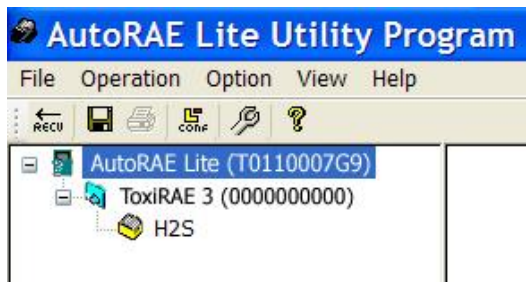 AutoRAE Lite Utility Program
File Operation Option View Help
RECV CONF ?
AutoRAE Lite (T0110007G9)
ToxiRAE 3 (0000000000)
H2S